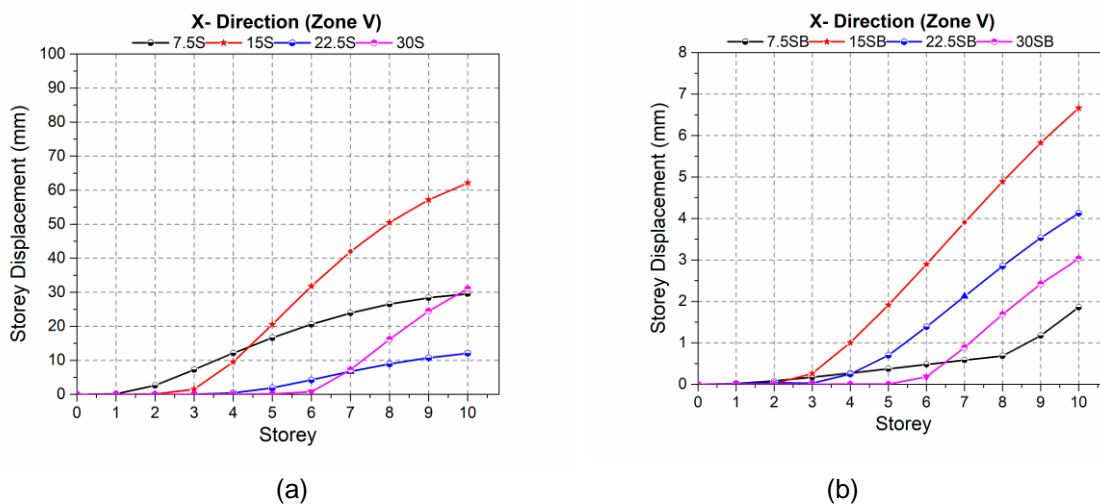 X- Direction (Zone V)
7.5S 15S 22.5S 30S
100
90
80
70
60
50
40
30
20
10
0
Storey Displacement (mm)
0 1 2 3 4 5 6 7 8 9 10
Storey
(a)
X- Direction (Zone V)
7.5SB 15SB 22.5SB 30SB
8
7
6
5
4
3
2
1
0
Storey Displacement (mm)
0 1 2 3 4 5 6 7 8 9 10
Storey
(b)